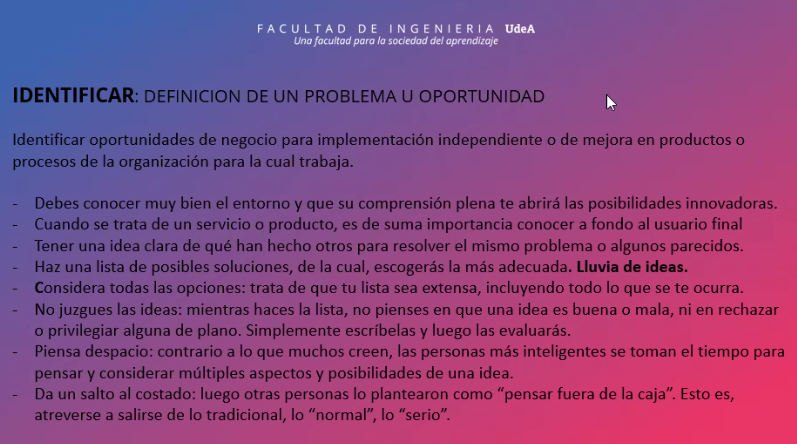 FACULTAD DE INGENIERIA UdeA
Una facultad para la sociedad del aprendizaje
IDENTIFICAR: DEFINICION DE UN PROBLEMA U OPORTUNIDAD
Identificar oportunidades de negocio para implementación independiente o de mejora en productos o
procesos de la organización para la cual trabaja.
- Debes conocer muy bien el entorno y que su comprensión plena te abrirá las posibilidades innovadoras.
- Cuando se trata de un servicio o producto, es de suma importancia conocer a fondo al usuario final
- Tener una idea clara de qué han hecho otros para resolver el mismo problema o algunos parecidos.
- Haz una lista de posibles soluciones, de la cual, escogerás la más adecuada. Lluvia de ideas.
- Considera todas las opciones: trata de que tu lista sea extensa, incluyendo todo lo que se te ocurra.
- No juzgues las ideas: mientras haces la lista, no pienses en que una idea es buena o mala, ni en rechazar
o privilegiar alguna de plano. Simplemente escríbelas y luego las evaluarás.
- Piensa despacio: contrario a lo que muchos creen, las personas más inteligentes se toman el tiempo para
pensar y considerar múltiples aspectos y posibilidades de una idea.
- Da un salto al costado: luego otras personas lo plantearon como “pensar fuera de la caja”. Esto es,
atreverse a salirse de lo tradicional, lo “normal”, lo “serio”.